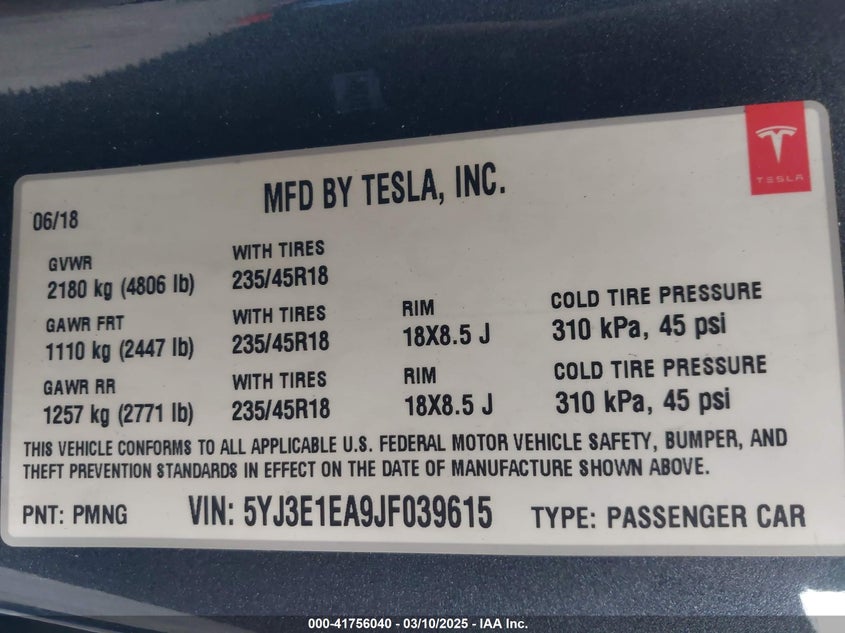 MFD BY TESLA, INC.
TESLA
06/18
GVWR WITH TIRES
2180 kg (4806 lb) 235/45R18
GAWR FRT WITH TIRES RIM COLD TIRE PRESSURE
1110 kg (2447 lb) 235/45R18 18X8.5 J 310 kPa, 45 psi
GAWR RR WITH TIRES RIM COLD TIRE PRESSURE
1257 kg (2771 lb) 235/45R18 18X8.5 J 310 kPa, 45 psi
THIS VEHICLE CONFORMS TO ALL APPLICABLE U.S. FEDERAL MOTOR VEHICLE SAFETY, BUMPER, AND
THEFT PREVENTION STANDARDS IN EFFECT ON THE DATE OF MANUFACTURE SHOWN ABOVE.
PNT: PMNG VIN: 5YJ3E1EA9JF039615 TYPE: PASSENGER CAR
000-41756040 - 03/10/2025 - IAA Inc.